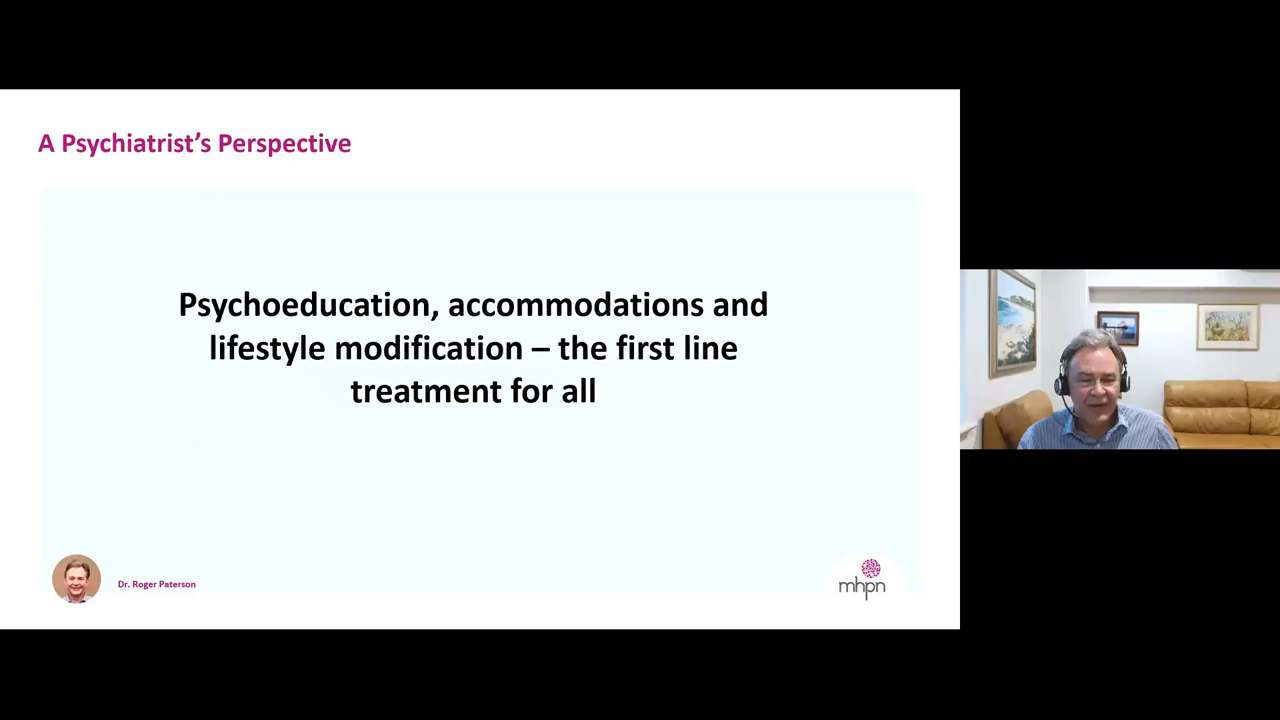 A Psychiatrist's Perspective
Psychoeducation, accommodations and
lifestyle modification – the first line
treatment for all
Dr. Roger Paterson
mhpn